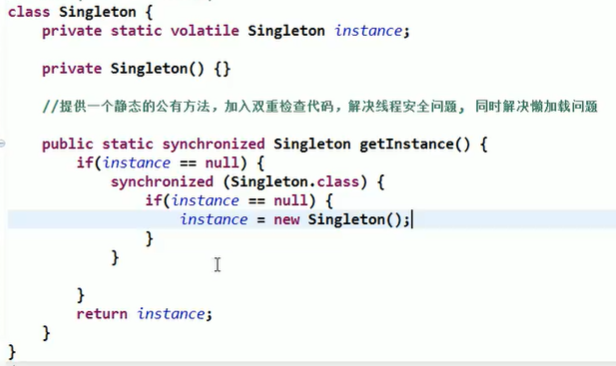 class Singleton {
private static volatile Singleton instance;
private Singleton() {}
//提供一个静态的公有方法，加入双重检查代码，解决线程安全问题, 同时解决懒加载问题
public static synchronized Singleton getInstance() {
if(instance == null) {
synchronized (Singleton.class) {
if(instance == null) {
instance = new Singleton();
}
}
}
return instance;
}
}